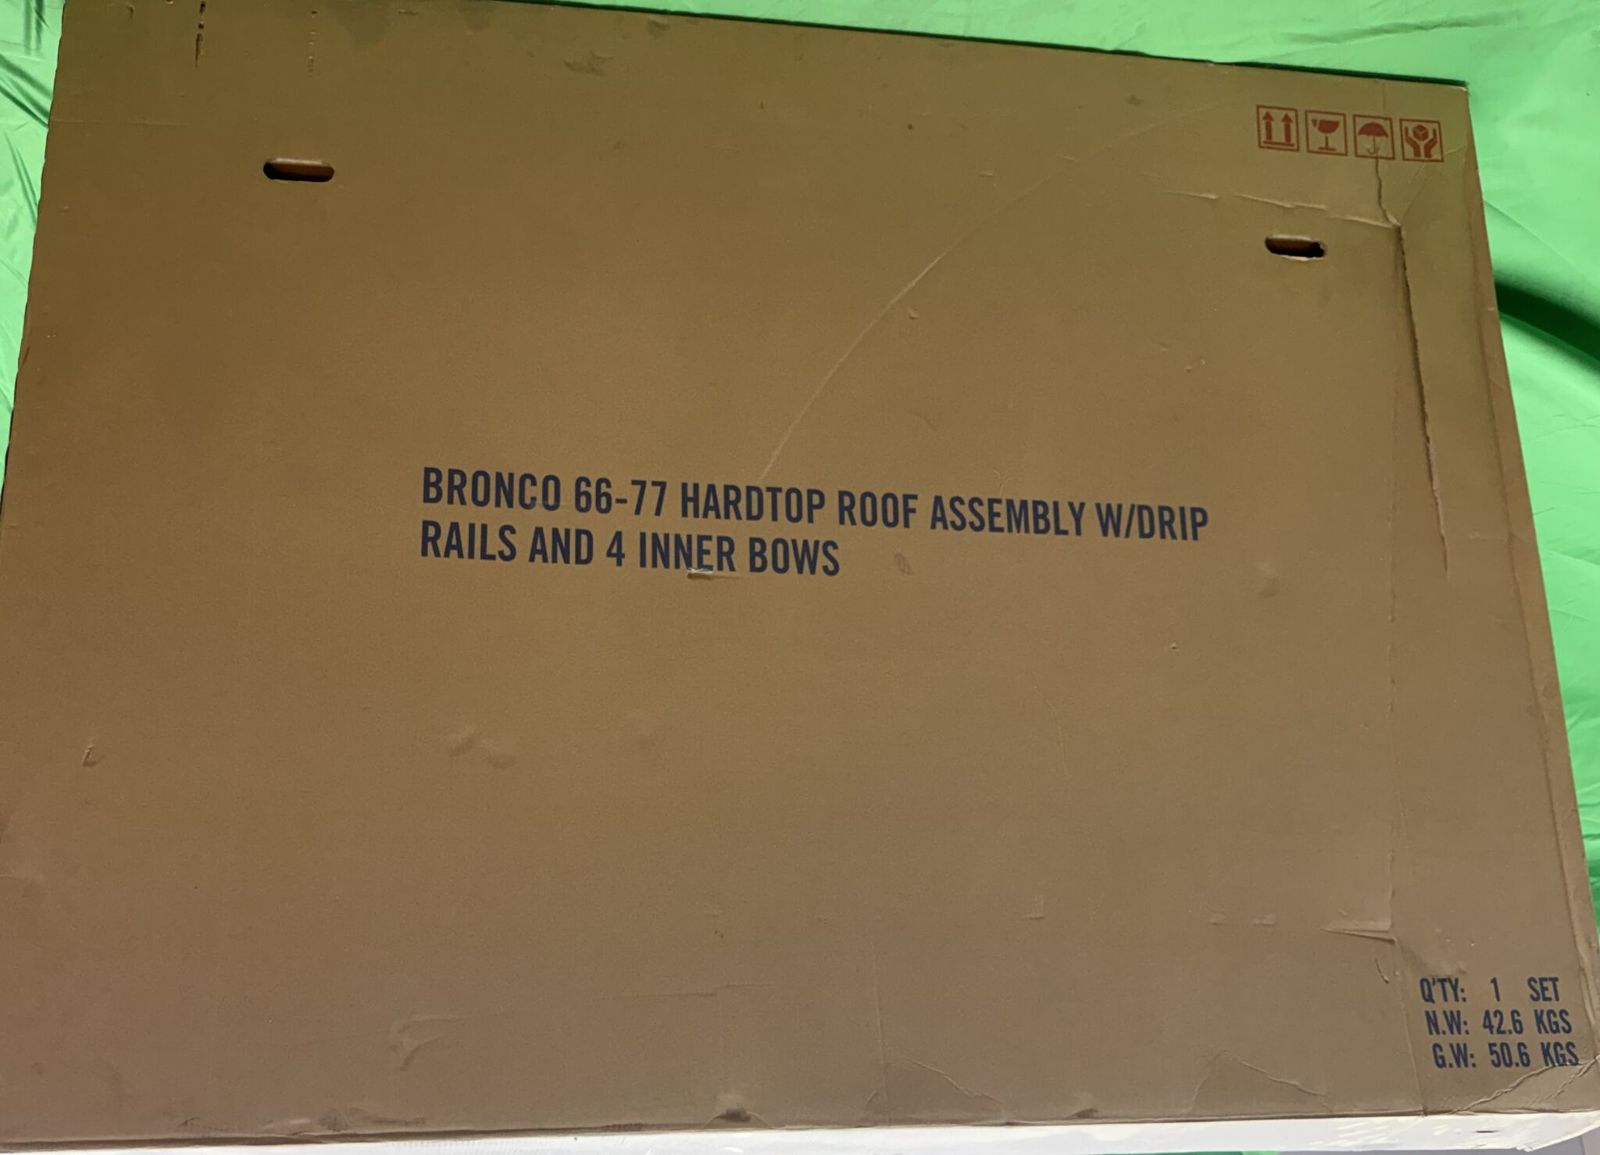 BRONCO 66-77 HARDTOP ROOF ASSEMBLY W/DRIP
RAILS AND 4 INNER BOWS
Q'TY: 1 SET
N.W: 42.6 KGS
G.W: 50.6 KGS